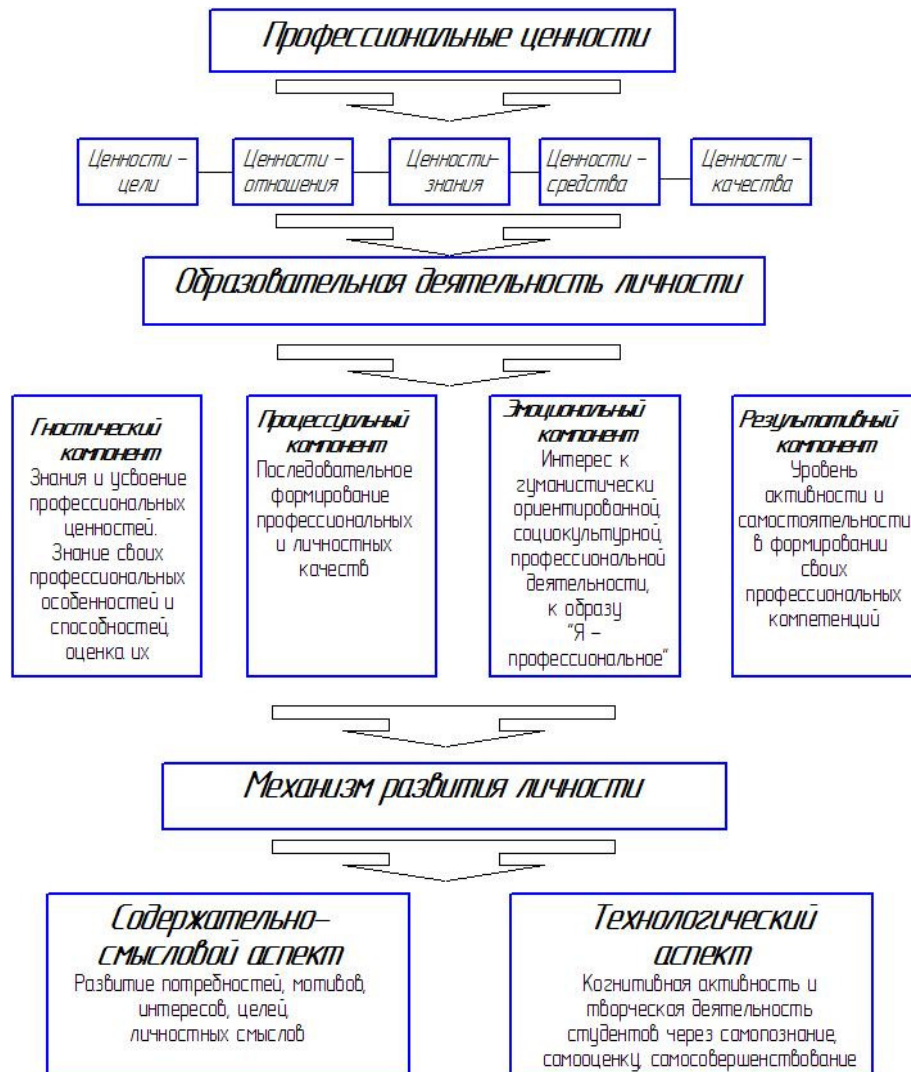 Профессиональные ценности
Ценности –
цели
Ценности –
отношения
Ценности–
знания
Ценности –
средства
Ценности –
качества
Образовательная деятельность личности
Гностический
компонент
Знания и усвоение
профессиональных
ценностей.
Знание своих
профессиональных
особенностей и
способностей,
оценка их
Процессуальный
компонент
Последовательное
формирование
профессиональных
и личностных
качеств
Эмоциональный
компонент
Интерес к
гуманистически
ориентированной,
социокультурной,
профессиональной
деятельности,
к образу
"Я –
профессиональное"
Результативный
компонент
Уровень
активности и
самостоятельности
в формировании
своих
профессиональных
компетенций
Механизм развития личности
Содержательно–
смысловой аспект
Развитие потребностей, мотивов,
интересов, целей,
личностных смыслов
Технологический
аспект
Когнитивная активность и
творческая деятельность
студентов через самопознание,
самооценку, самосовершенствование